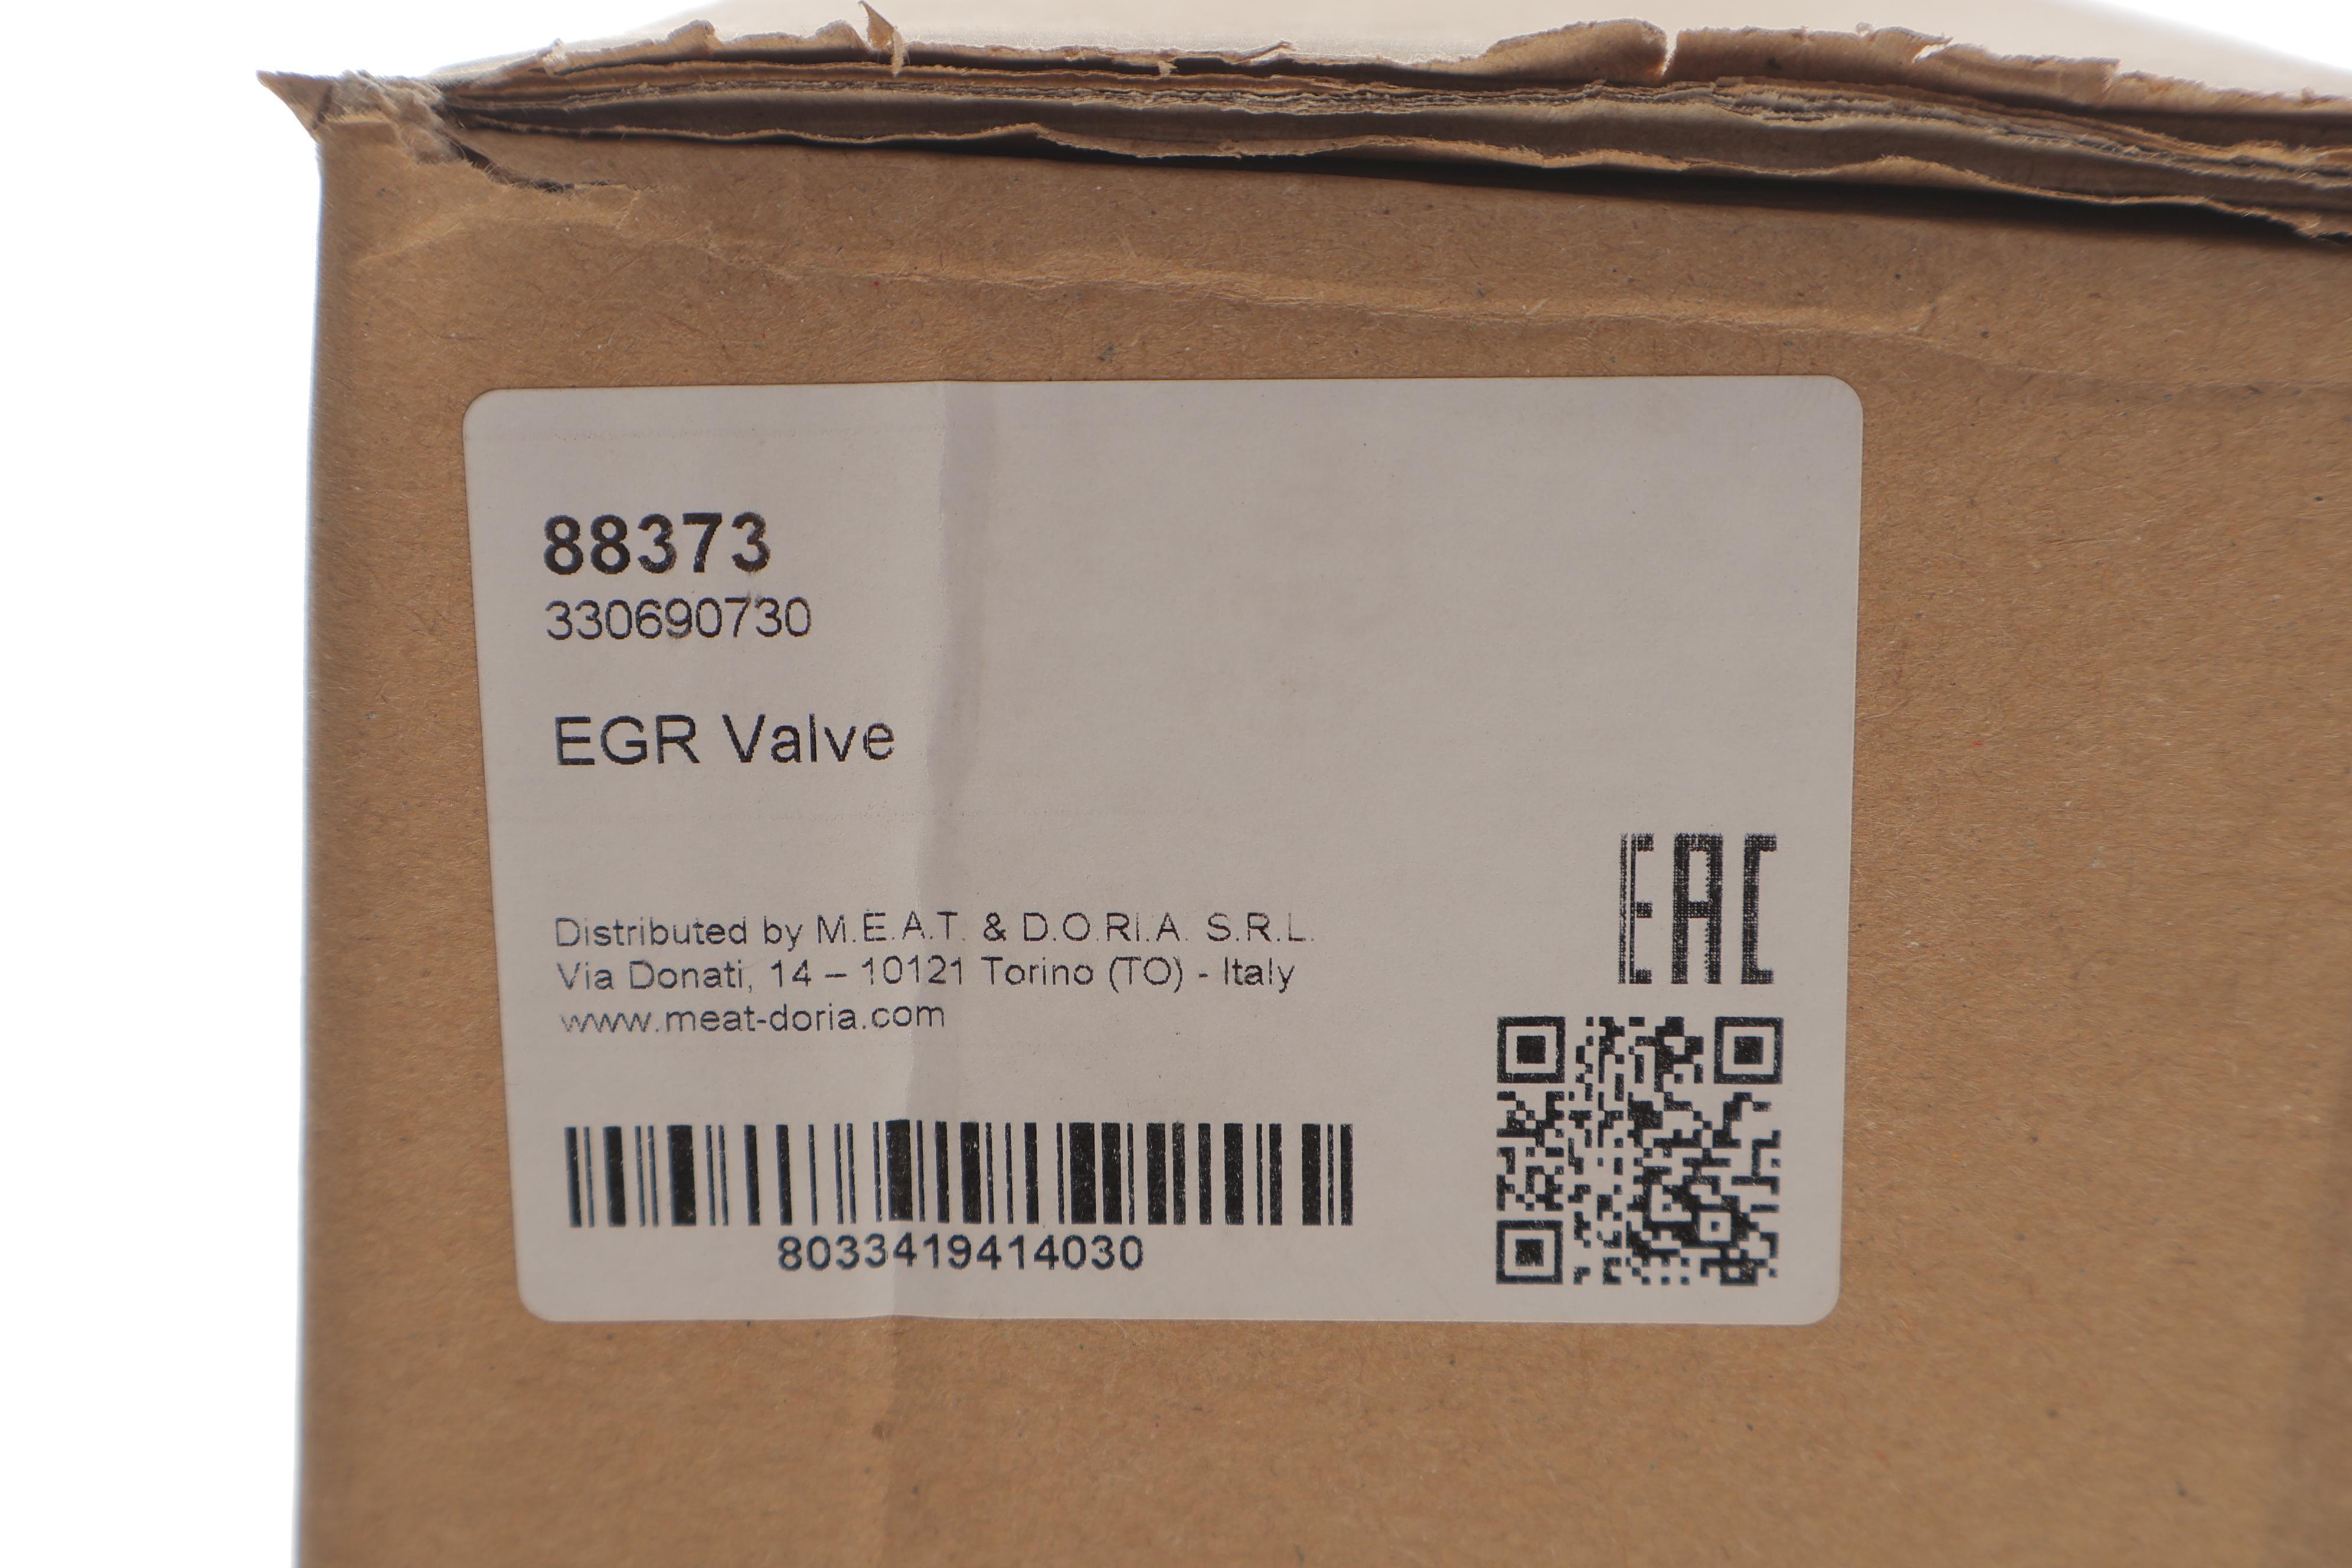 88373
330690730
EGR Valve
Distributed by M.E.A.T. & D.O.RI.A. S.R.L.
Via Donati, 14 – 10121 Torino (TO) - Italy
www.meat-doria.com
EAC
8033419414030